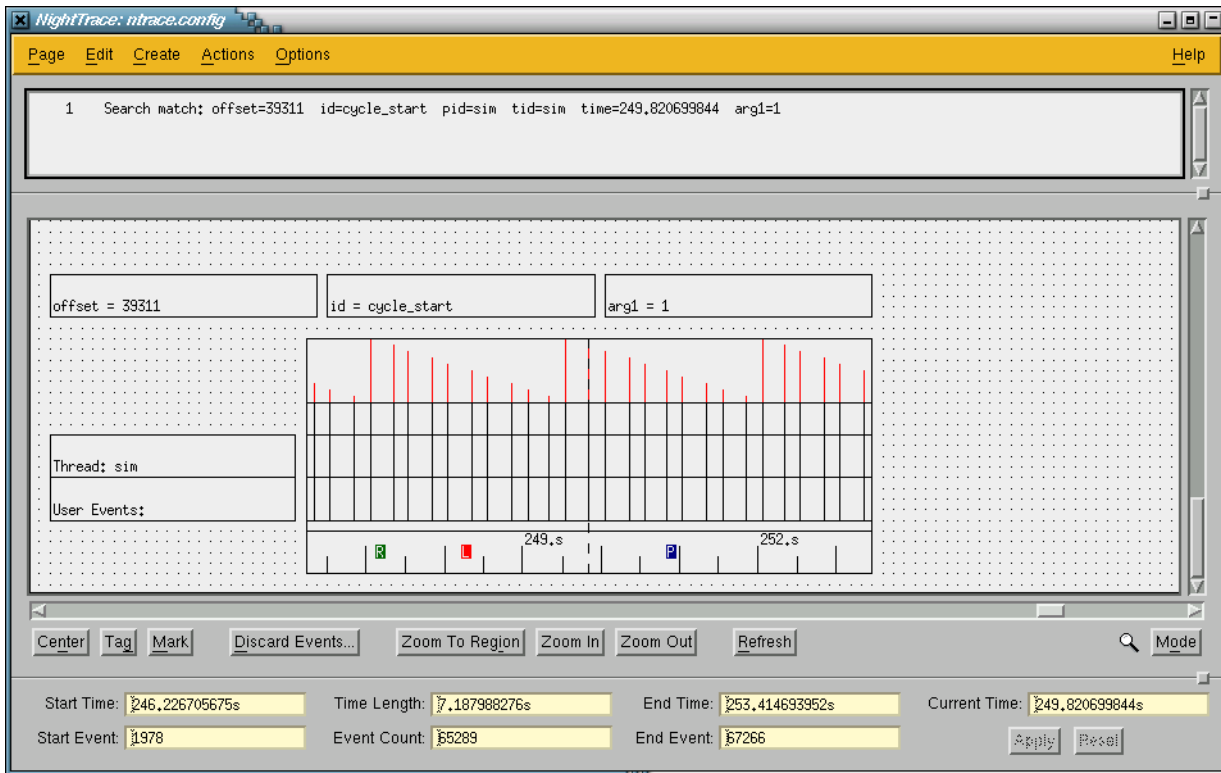 NightTrace: ntrace.config
Page Edit Create Actions Options Help
1 Search match: offset=39311 id=cycle_start pid=sim tid=sim time=249.820699844 arg1=1
offset = 39311 id = cycle_start arg1 = 1
Thread: sim
User Events:
249.s 252.s
R L P
Center Tag Mark Discard Events... Zoom To Region Zoom In Zoom Out Refresh Mode
Start Time: 246.226705675s Time Length: 7.187988276s End Time: 253.414693952s Current Time: 249.820699844s
Start Event: 1978 Event Count: 65289 End Event: 67266 Apply Reset